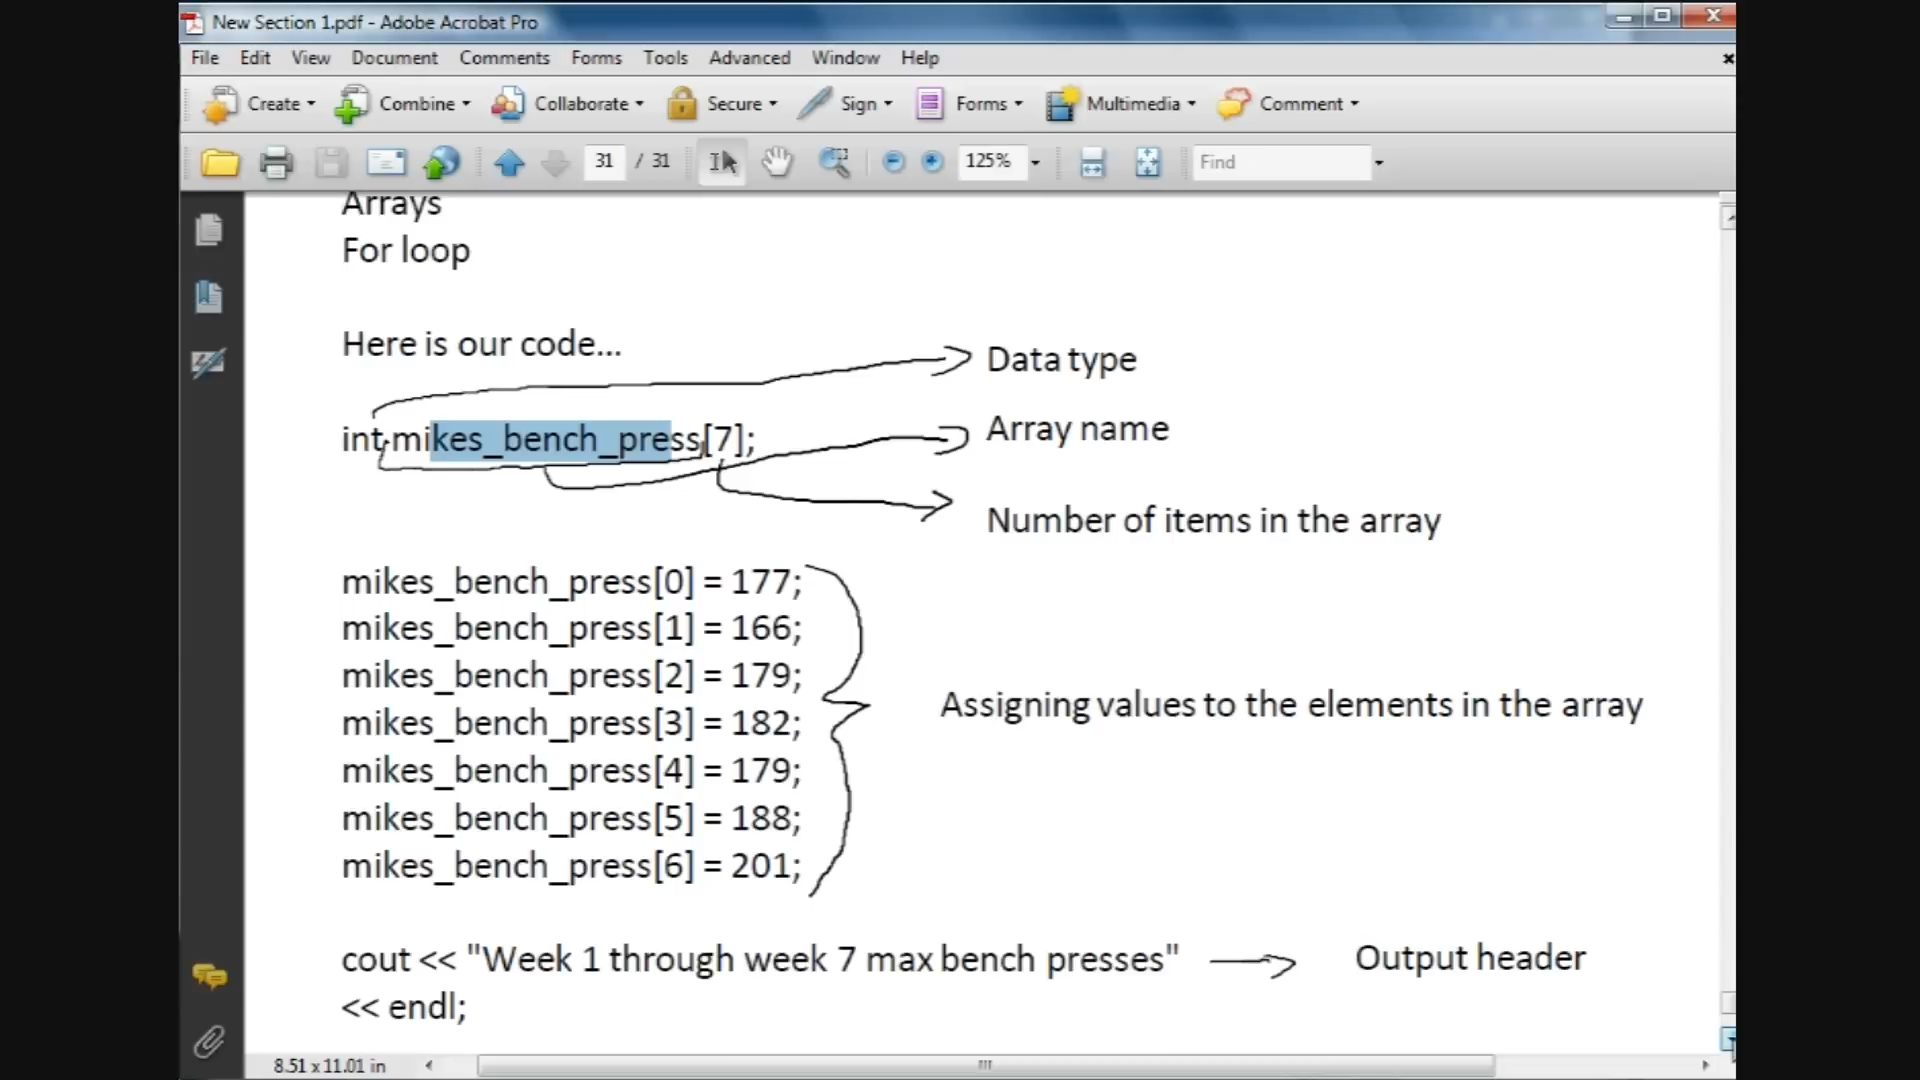 New Section 1.pdf - Adobe Acrobat Pro
File Edit View Document Comments Forms Tools Advanced Window Help
Create Combine Collaborate Secure Sign Forms Multimedia Comment
31 / 31 125% Find
Arrays
For loop
Here is our code...
Data type
int mikes_bench_press[7];
Array name
Number of items in the array
mikes_bench_press[0] = 177;
mikes_bench_press[1] = 166;
mikes_bench_press[2] = 179;
mikes_bench_press[3] = 182;
mikes_bench_press[4] = 179;
mikes_bench_press[5] = 188;
mikes_bench_press[6] = 201;
Assigning values to the elements in the array
cout << "Week 1 through week 7 max bench presses"
<< endl;
Output header
8.51 x 11.01 in